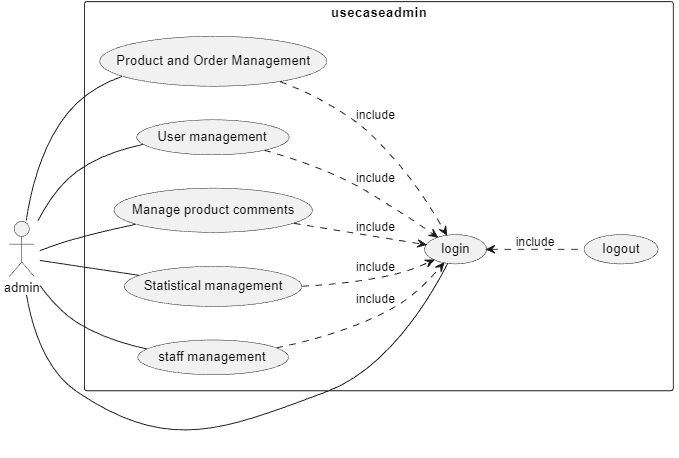 usecaseadmin
Product and Order Management
include
User management
include
Manage product comments
include
login
include
logout
admin
Statistical management
include
staff management
include